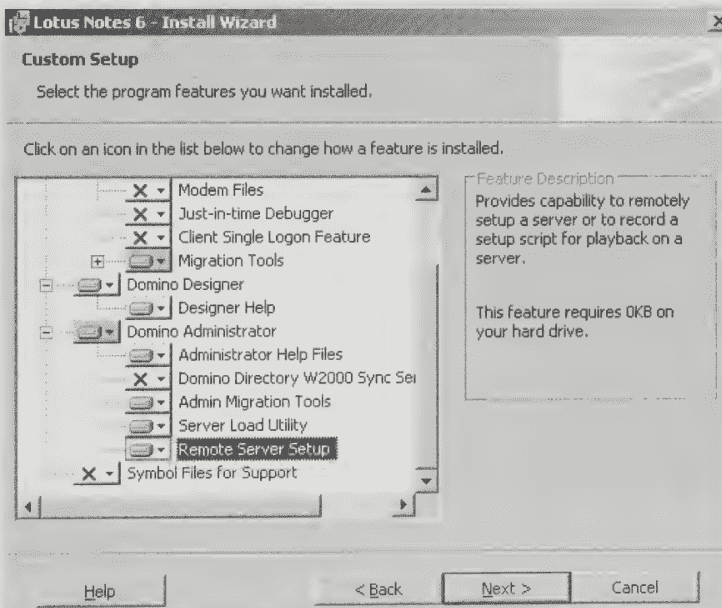 Lotus Notes 6 - Install Wizard
Custom Setup
Select the program features you want installed.
Click on an icon in the list below to change how a feature is installed.
Modem Files
Just-in-time Debugger
Client Single Logon Feature
Migration Tools
Domino Designer
Designer Help
Domino Administrator
Administrator Help Files
Domino Directory W2000 Sync Ser
Admin Migration Tools
Server Load Utility
Remote Server Setup
Symbol Files for Support
Feature Description
Provides capability to remotely
setup a server or to record a
setup script for playback on a
server.
This feature requires 0KB on
your hard drive.
Help
< Back
Next >
Cancel